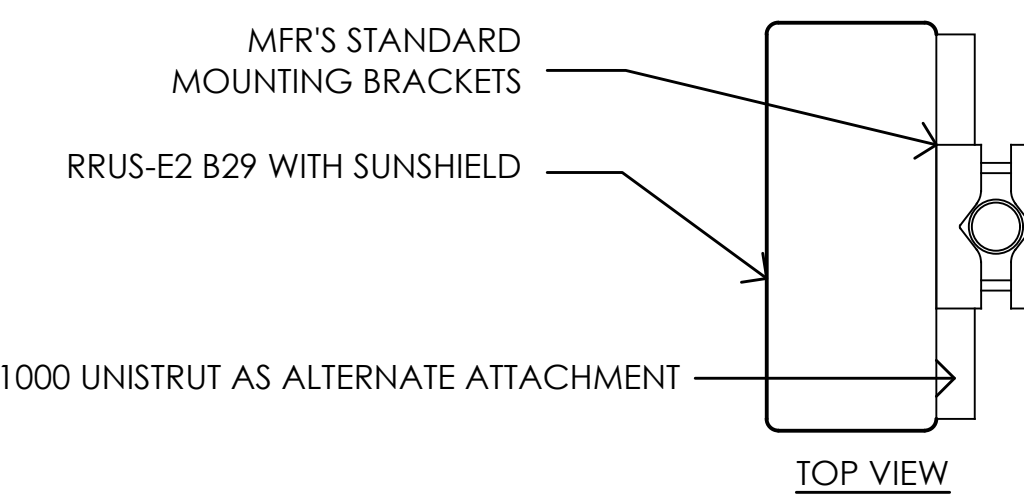 MFR'S STANDARD
MOUNTING BRACKETS
RRUS-E2 B29 WITH SUNSHIELD
1000 UNISTRUT AS ALTERNATE ATTACHMENT
TOP VIEW